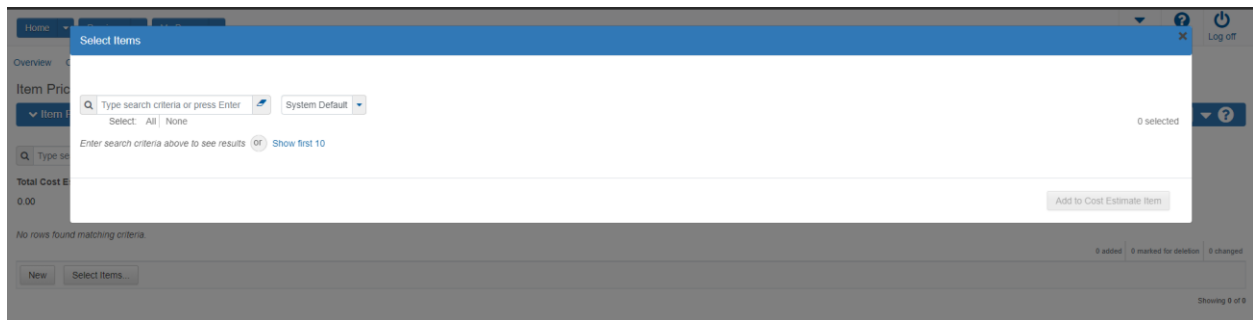 Home
Log off
Select Items
Overview
Item Pric
Type search criteria or press Enter System Default
Select: All None
0 selected
Enter search criteria above to see results or Show first 10
Type se
Total Cost E
0.00
Add to Cost Estimate Item
No rows found matching criteria.
0 added 0 marked for deletion 0 changed
New Select Items...
Showing 0 of 0